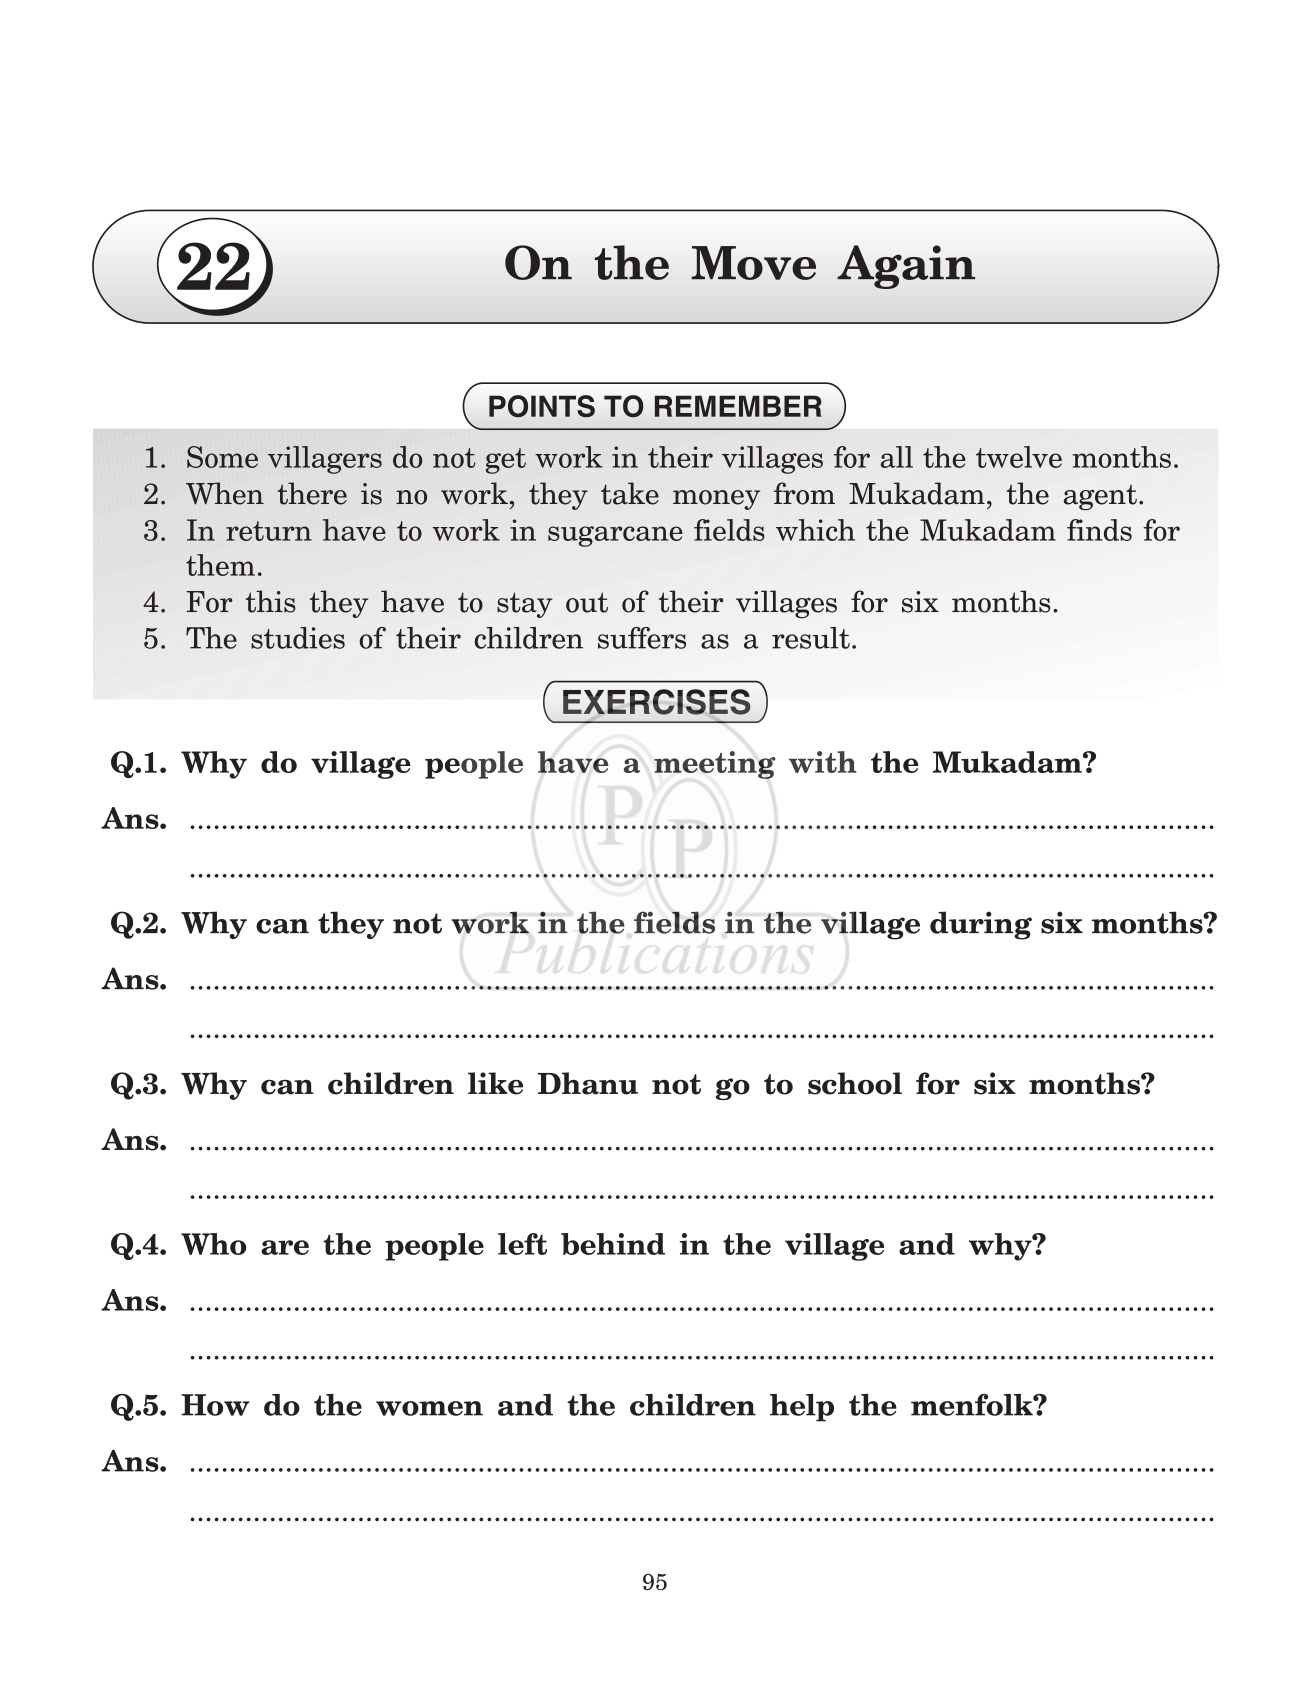 22
On the Move Again
POINTS TO REMEMBER
1. Some villagers do not get work in their villages for all the twelve months.
2. When there is no work, they take money from Mukadam, the agent.
3. In return have to work in sugarcane fields which the Mukadam finds for
them.
4. For this they have to stay out of their villages for six months.
5. The studies of their children suffers as a result.
EXERCISES
Q.1. Why do village people have a meeting with the Mukadam?
Ans. ................................................................................
................................................................................
Q.2. Why can they not work in the fields in the village during six months?
PP
Publications
Ans. ................................................................................
................................................................................
Q.3. Why can children like Dhanu not go to school for six months?
Ans. ................................................................................
................................................................................
Q.4. Who are the people left behind in the village and why?
Ans. ................................................................................
................................................................................
Q.5. How do the women and the children help the menfolk?
Ans. ................................................................................
................................................................................
95